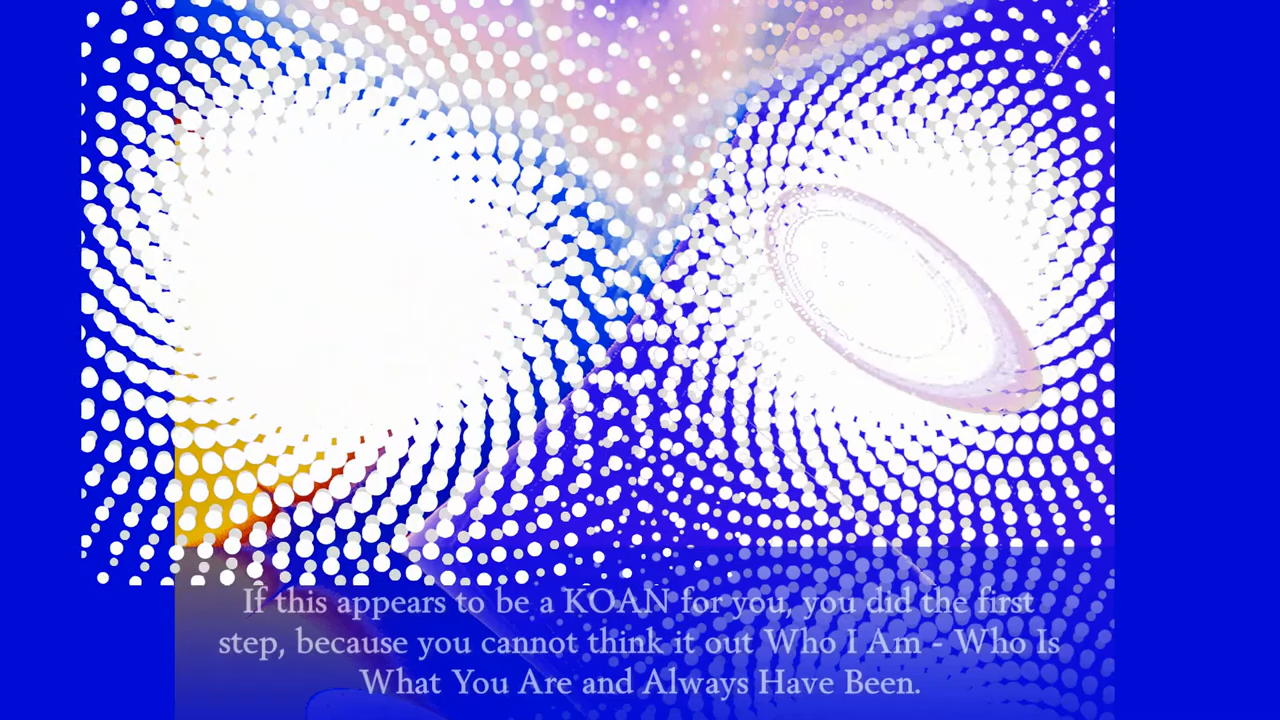 If this appears to be a KOAN for you, you did the first
step, because you cannot think it out Who I Am - Who Is
What You Are and Always Have Been.